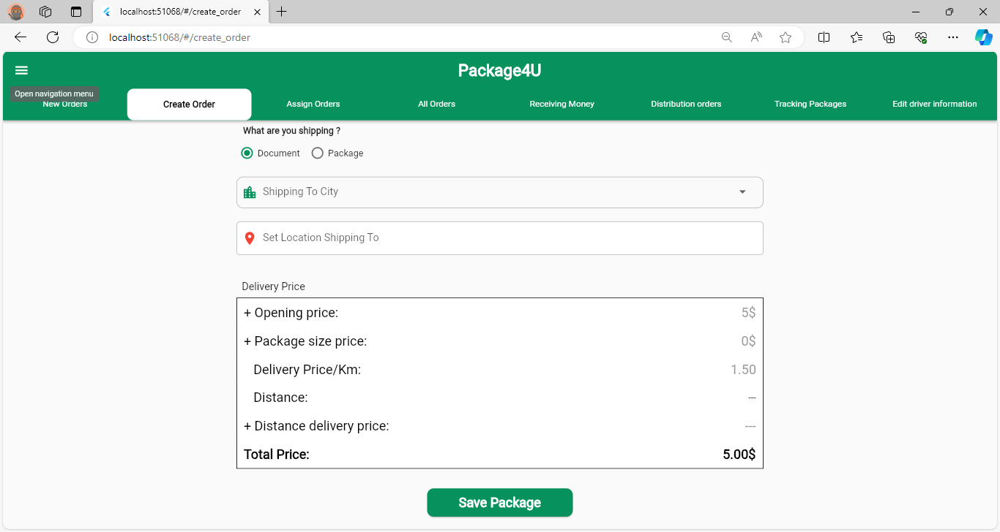 localhost:51068/#/create_order
localhost:51068/#/create_order
Package4U
Open navigation menu
New Orders
Create Order
Assign Orders
All Orders
Receiving Money
Distribution orders
Tracking Packages
Edit driver information
What are you shipping ?
Document
Package
Shipping To City
Set Location Shipping To
Delivery Price
+ Opening price: 5$
+ Package size price: 0$
Delivery Price/Km: 1.50
Distance: ---
+ Distance delivery price: ---
Total Price: 5.00$
Save Package